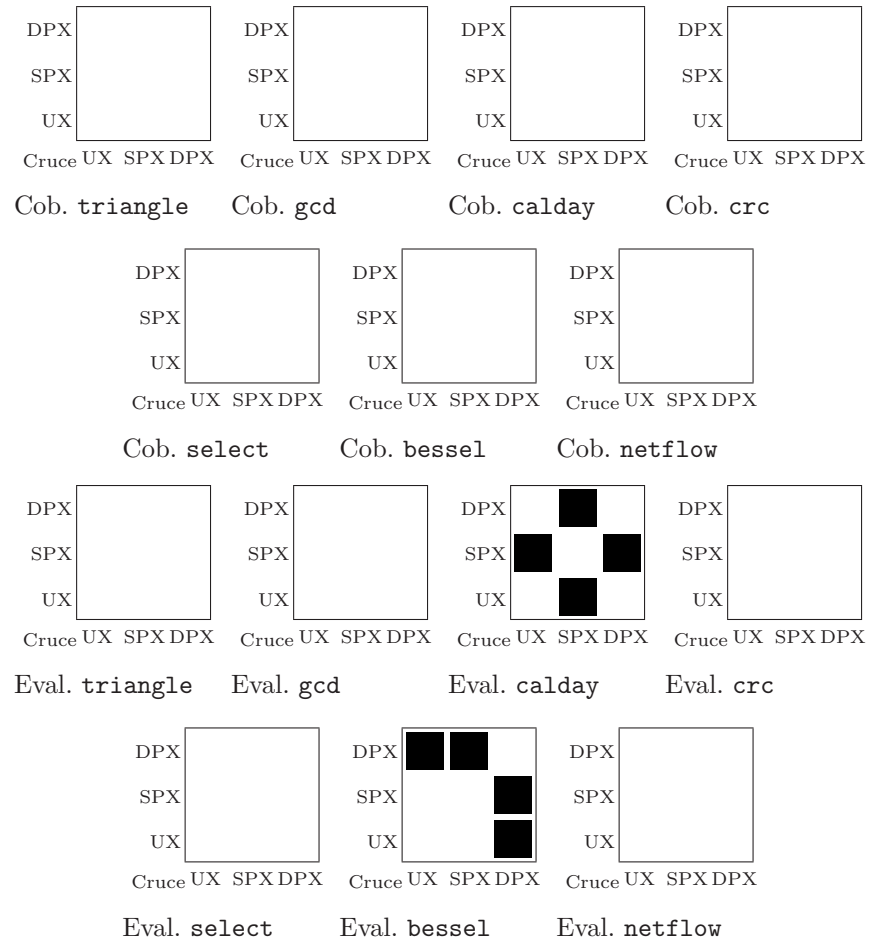 DPX DPX DPX DPX
SPX SPX SPX SPX
UX UX UX UX
Cruce UX SPX DPX Cruce UX SPX DPX Cruce UX SPX DPX Cruce UX SPX DPX
Cob. triangle Cob. gcd Cob. calday Cob. crc
DPX DPX DPX
SPX SPX SPX
UX UX UX
Cruce UX SPX DPX Cruce UX SPX DPX Cruce UX SPX DPX
Cob. select Cob. bessel Cob. netflow
DPX DPX DPX DPX
SPX SPX SPX SPX
UX UX UX UX
Cruce UX SPX DPX Cruce UX SPX DPX Cruce UX SPX DPX Cruce UX SPX DPX
Eval. triangle Eval. gcd Eval. calday Eval. crc
DPX DPX DPX
SPX SPX SPX
UX UX UX
Cruce UX SPX DPX Cruce UX SPX DPX Cruce UX SPX DPX
Eval. select Eval. bessel Eval. netflow